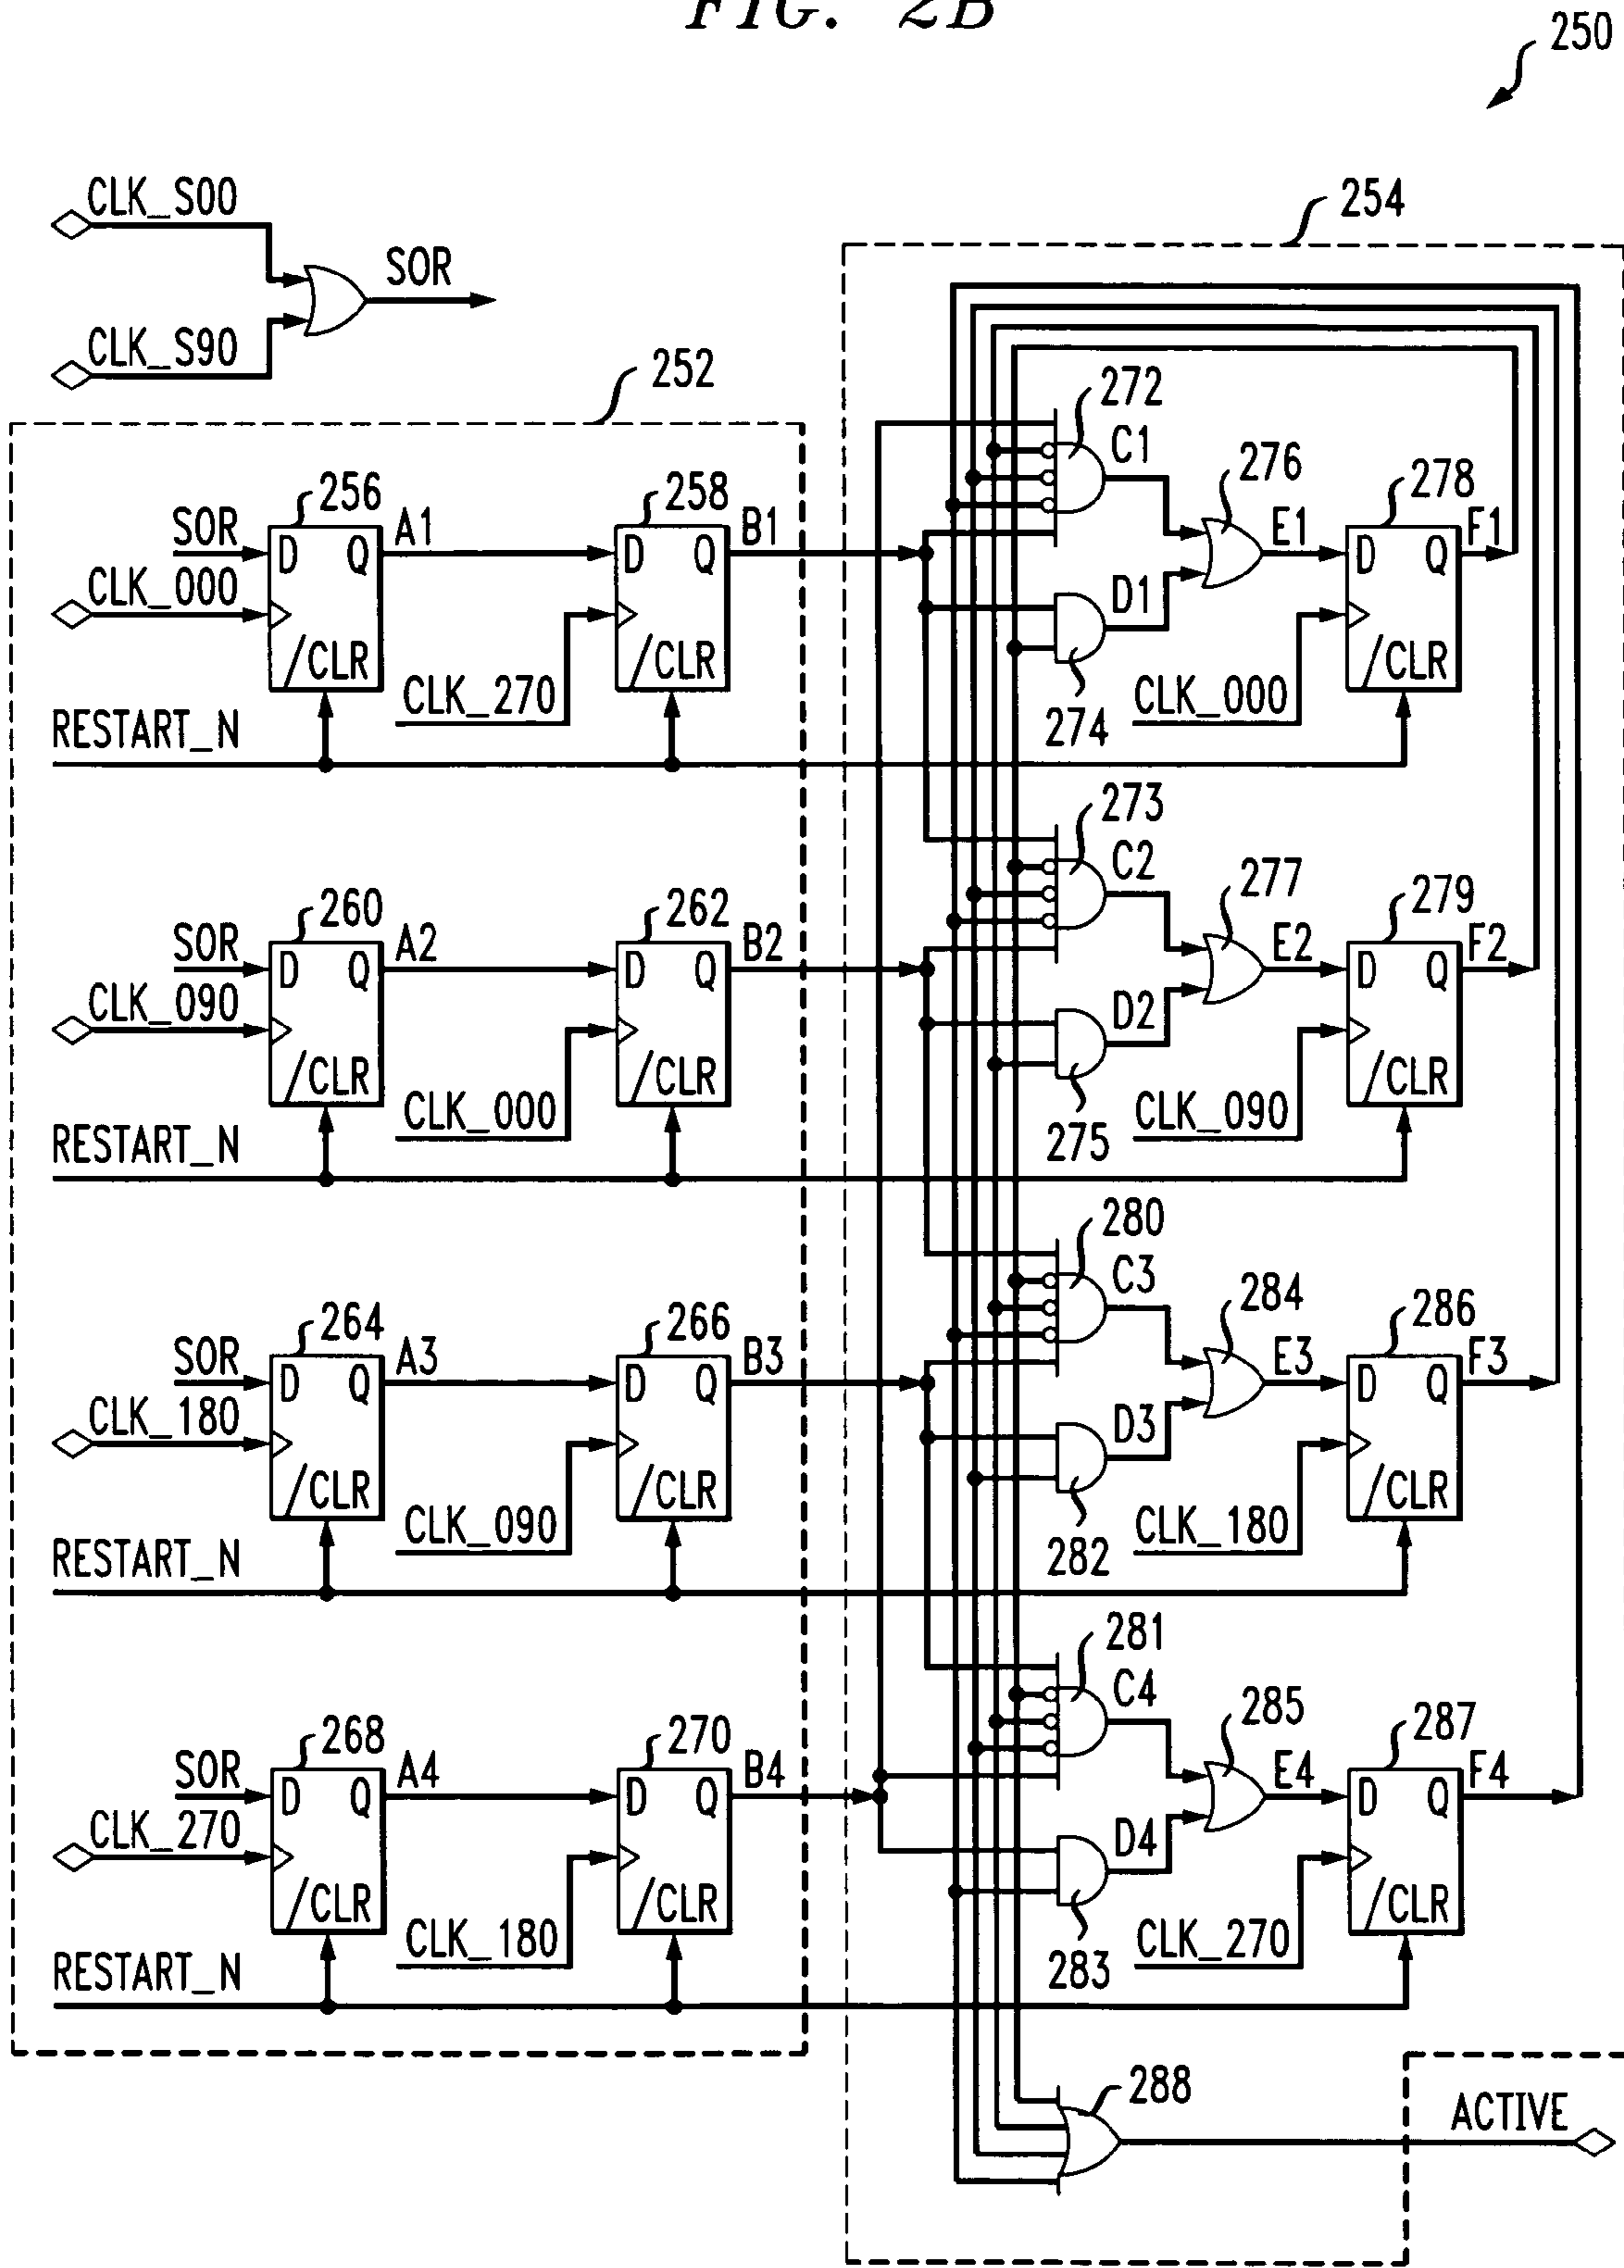 FIG. 2B
250
CLK_S00
SOR
CLK_S90
254
252
272
C1
276
278
256
A1
258
B1
E1
F1
SOR
D Q
D Q
D Q
CLK_000
D1
/CLR
/CLR
/CLR
CLK_270
CLK_000
RESTART_N
274
273
C2
277
279
260
A2
262
B2
E2
F2
SOR
D Q
D Q
D Q
CLK_090
D2
/CLR
/CLR
/CLR
CLK_000
CLK_090
RESTART_N
275
280
C3
284
286
264
A3
266
B3
E3
F3
SOR
D Q
D Q
D Q
CLK_180
D3
/CLR
/CLR
/CLR
CLK_090
CLK_180
RESTART_N
282
281
C4
285
287
268
A4
270
B4
E4
F4
SOR
D Q
D Q
D Q
CLK_270
D4
/CLR
/CLR
/CLR
CLK_180
CLK_270
RESTART_N
283
288
ACTIVE